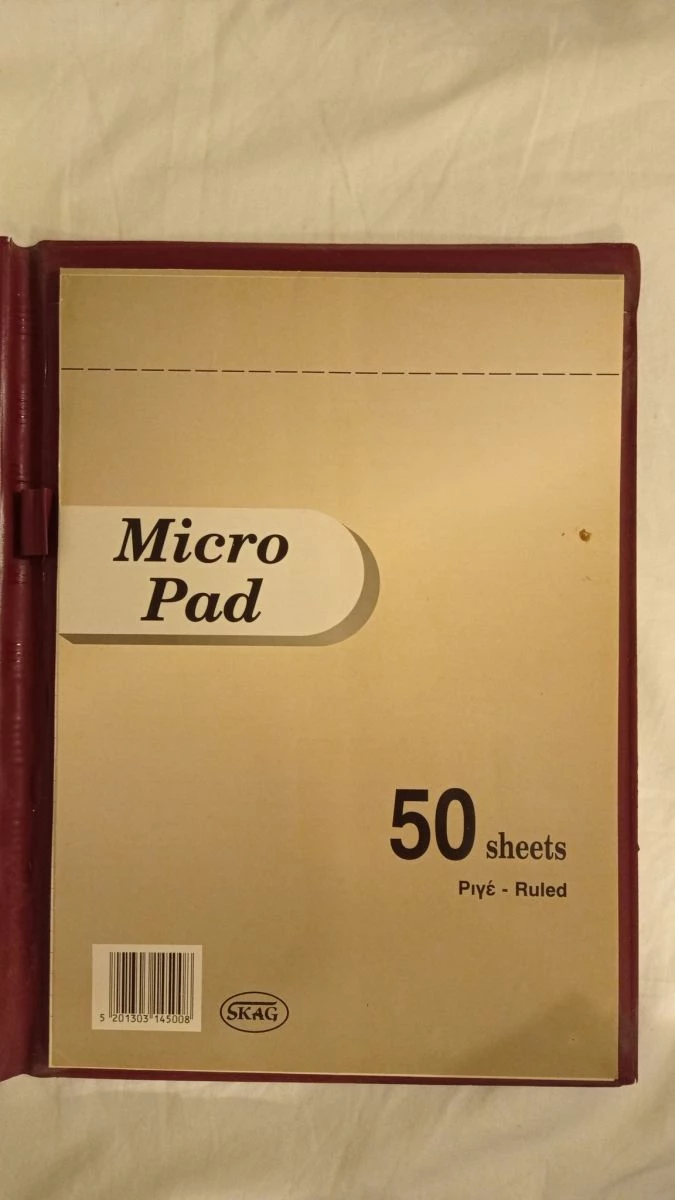 Micro
Pad
50 sheets
Ριγέ - Ruled
5 201303 145008
SKAG